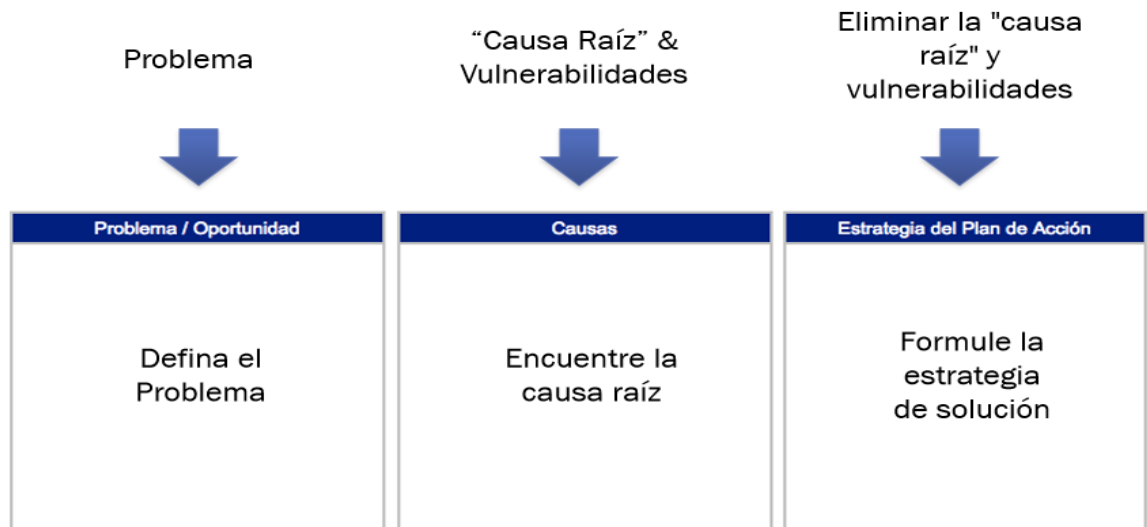 Problema
“Causa Raíz” &
Vulnerabilidades
Eliminar la "causa
raíz" y
vulnerabilidades
Problema / Oportunidad
Causas
Estrategia del Plan de Acción
Defina el
Problema
Encuentre la
causa raíz
Formule la
estrategia
de solución